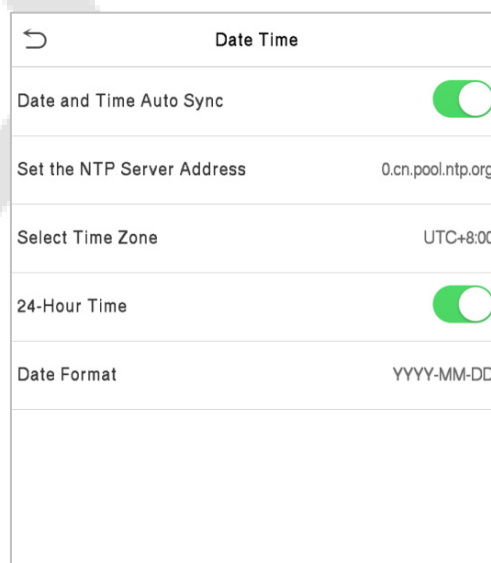 Date Time
Date and Time Auto Sync
Set the NTP Server Address 0.cn.pool.ntp.org
Select Time Zone UTC+8:00
24-Hour Time
Date Format YYYY-MM-DD